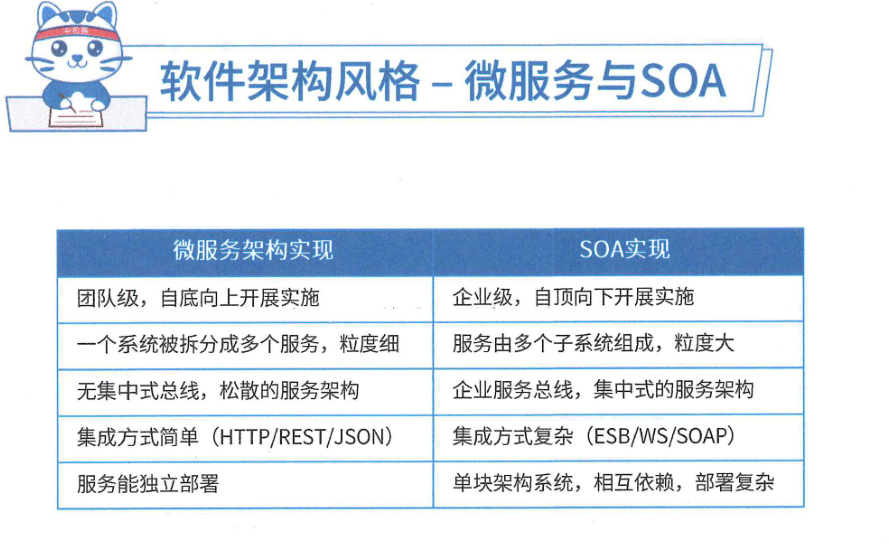 软件架构风格 – 微服务与SOA
微服务架构实现
SOA实现
团队级，自底向上开展实施
企业级，自顶向下开展实施
一个系统被拆分成多个服务，粒度细
服务由多个子系统组成，粒度大
无集中式总线，松散的服务架构
企业服务总线，集中式的服务架构
集成方式简单（HTTP/REST/JSON）
集成方式复杂（ESB/WS/SOAP）
服务能独立部署
单块架构系统，相互依赖，部署复杂